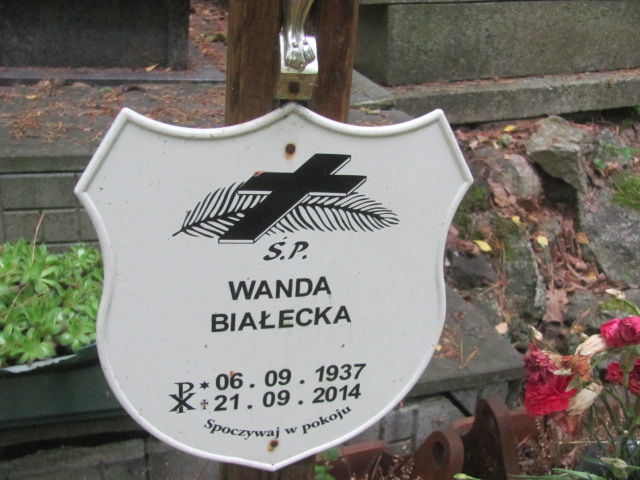 Ś.P.
WANDA
BIAŁECKA
* 06.09.1937
✝ 21.09.2014
Spoczywaj w pokoju